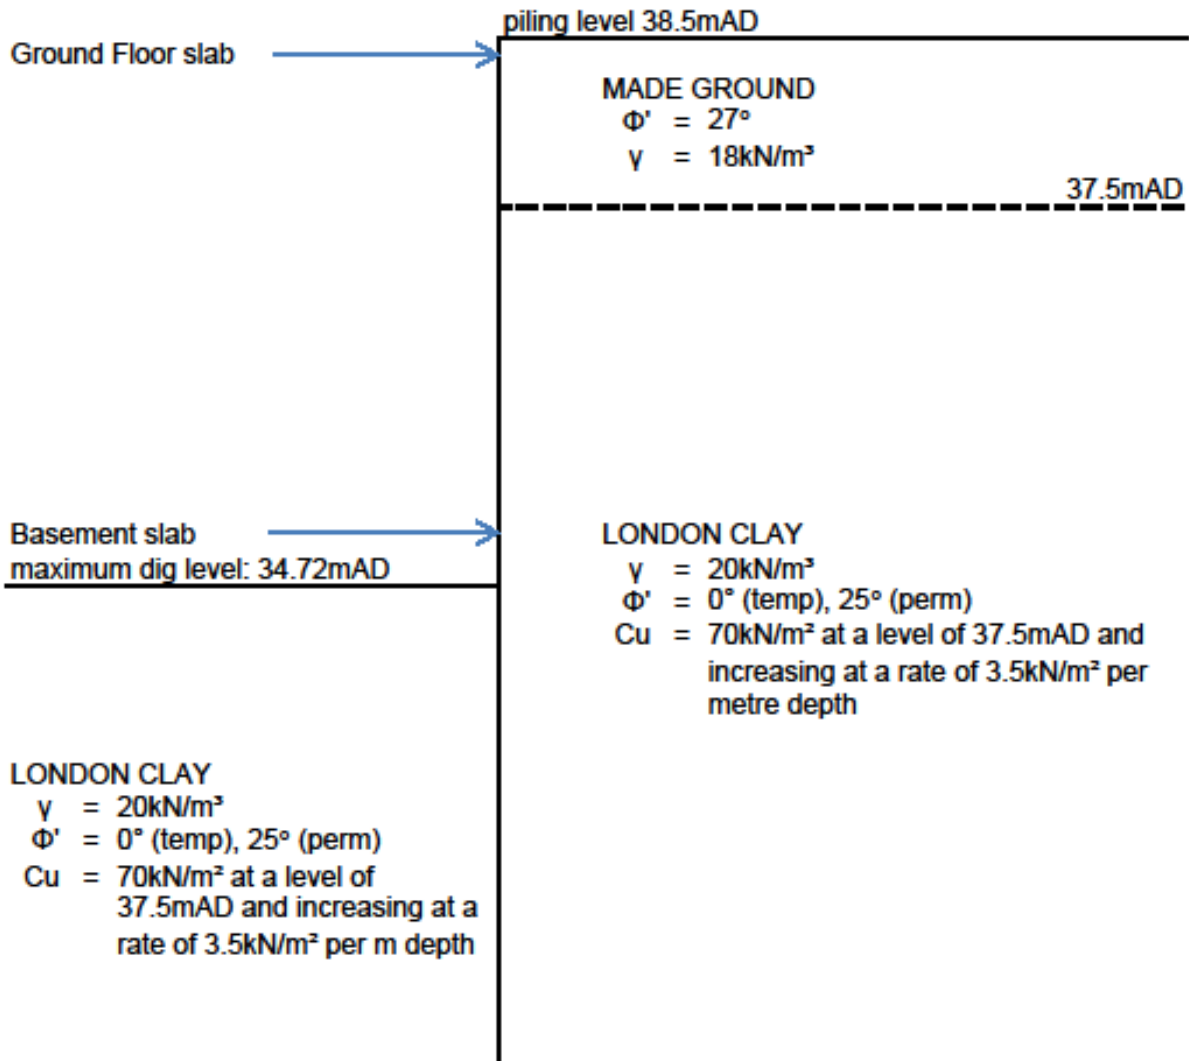 piling level 38.5mAD
Ground Floor slab
MADE GROUND
Φ' = 27°
γ = 18kN/m³
37.5mAD
Basement slab
maximum dig level: 34.72mAD
LONDON CLAY
γ = 20kN/m³
Φ' = 0° (temp), 25° (perm)
Cu = 70kN/m² at a level of 37.5mAD and
increasing at a rate of 3.5kN/m² per
metre depth
LONDON CLAY
γ = 20kN/m³
Φ' = 0° (temp), 25° (perm)
Cu = 70kN/m² at a level of
37.5mAD and increasing at a
rate of 3.5kN/m² per m depth